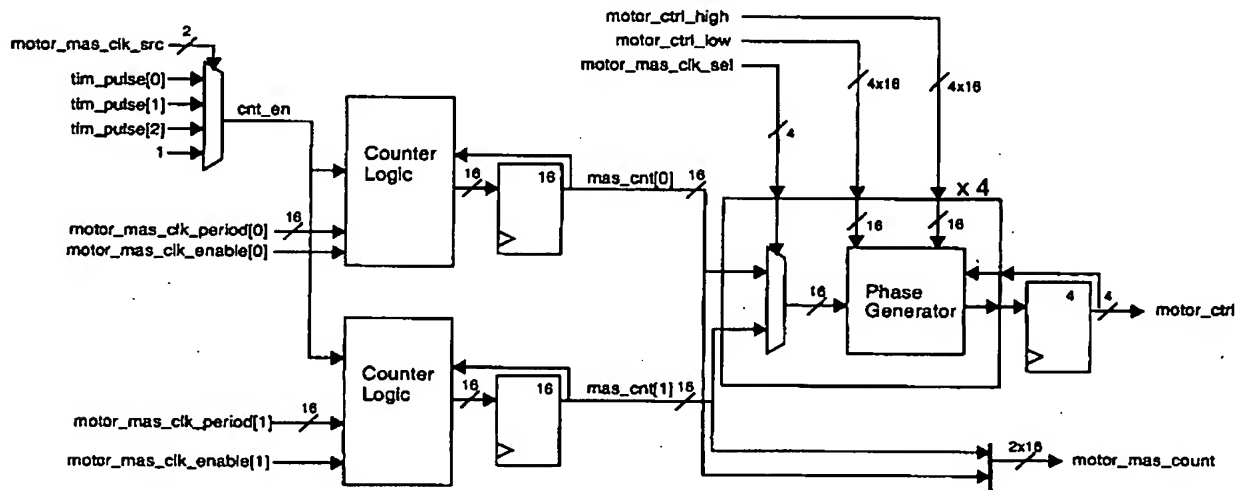 motor_ctrl_high
motor_ctrl_low
motor_mas_clk_sel
motor_mas_clk_src
2
tim_pulse[0]
tim_pulse[1]
tim_pulse[2]
1
cnt_en
4x16
4x16
4
Counter
Logic
16
16
mas_cnt[0]
16
x 4
16
16
motor_mas_clk_period[0]
16
motor_mas_clk_enable[0]
16
Phase
Generator
4
4
motor_ctrl
Counter
Logic
16
16
mas_cnt[1]
16
motor_mas_clk_period[1]
16
motor_mas_clk_enable[1]
2x16
motor_mas_count